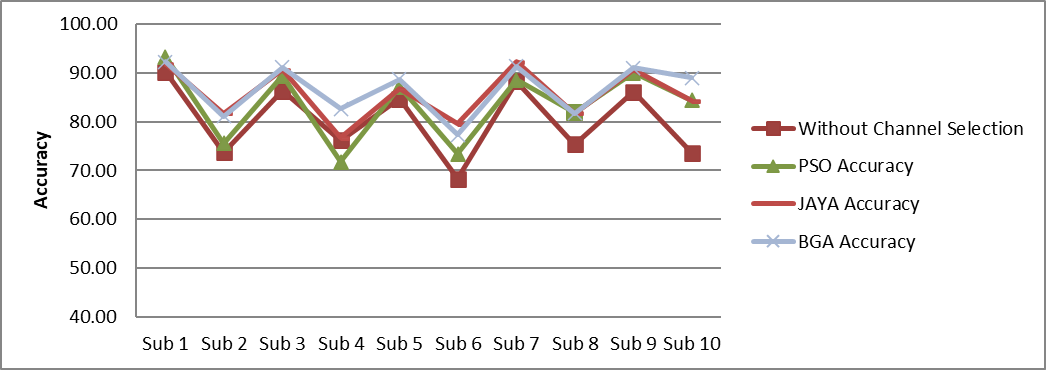 100.00
90.00
80.00
70.00
60.00
50.00
40.00
Accuracy
Sub 1 Sub 2 Sub 3 Sub 4 Sub 5 Sub 6 Sub 7 Sub 8 Sub 9 Sub 10
Without Channel Selection
PSO Accuracy
JAYA Accuracy
BGA Accuracy